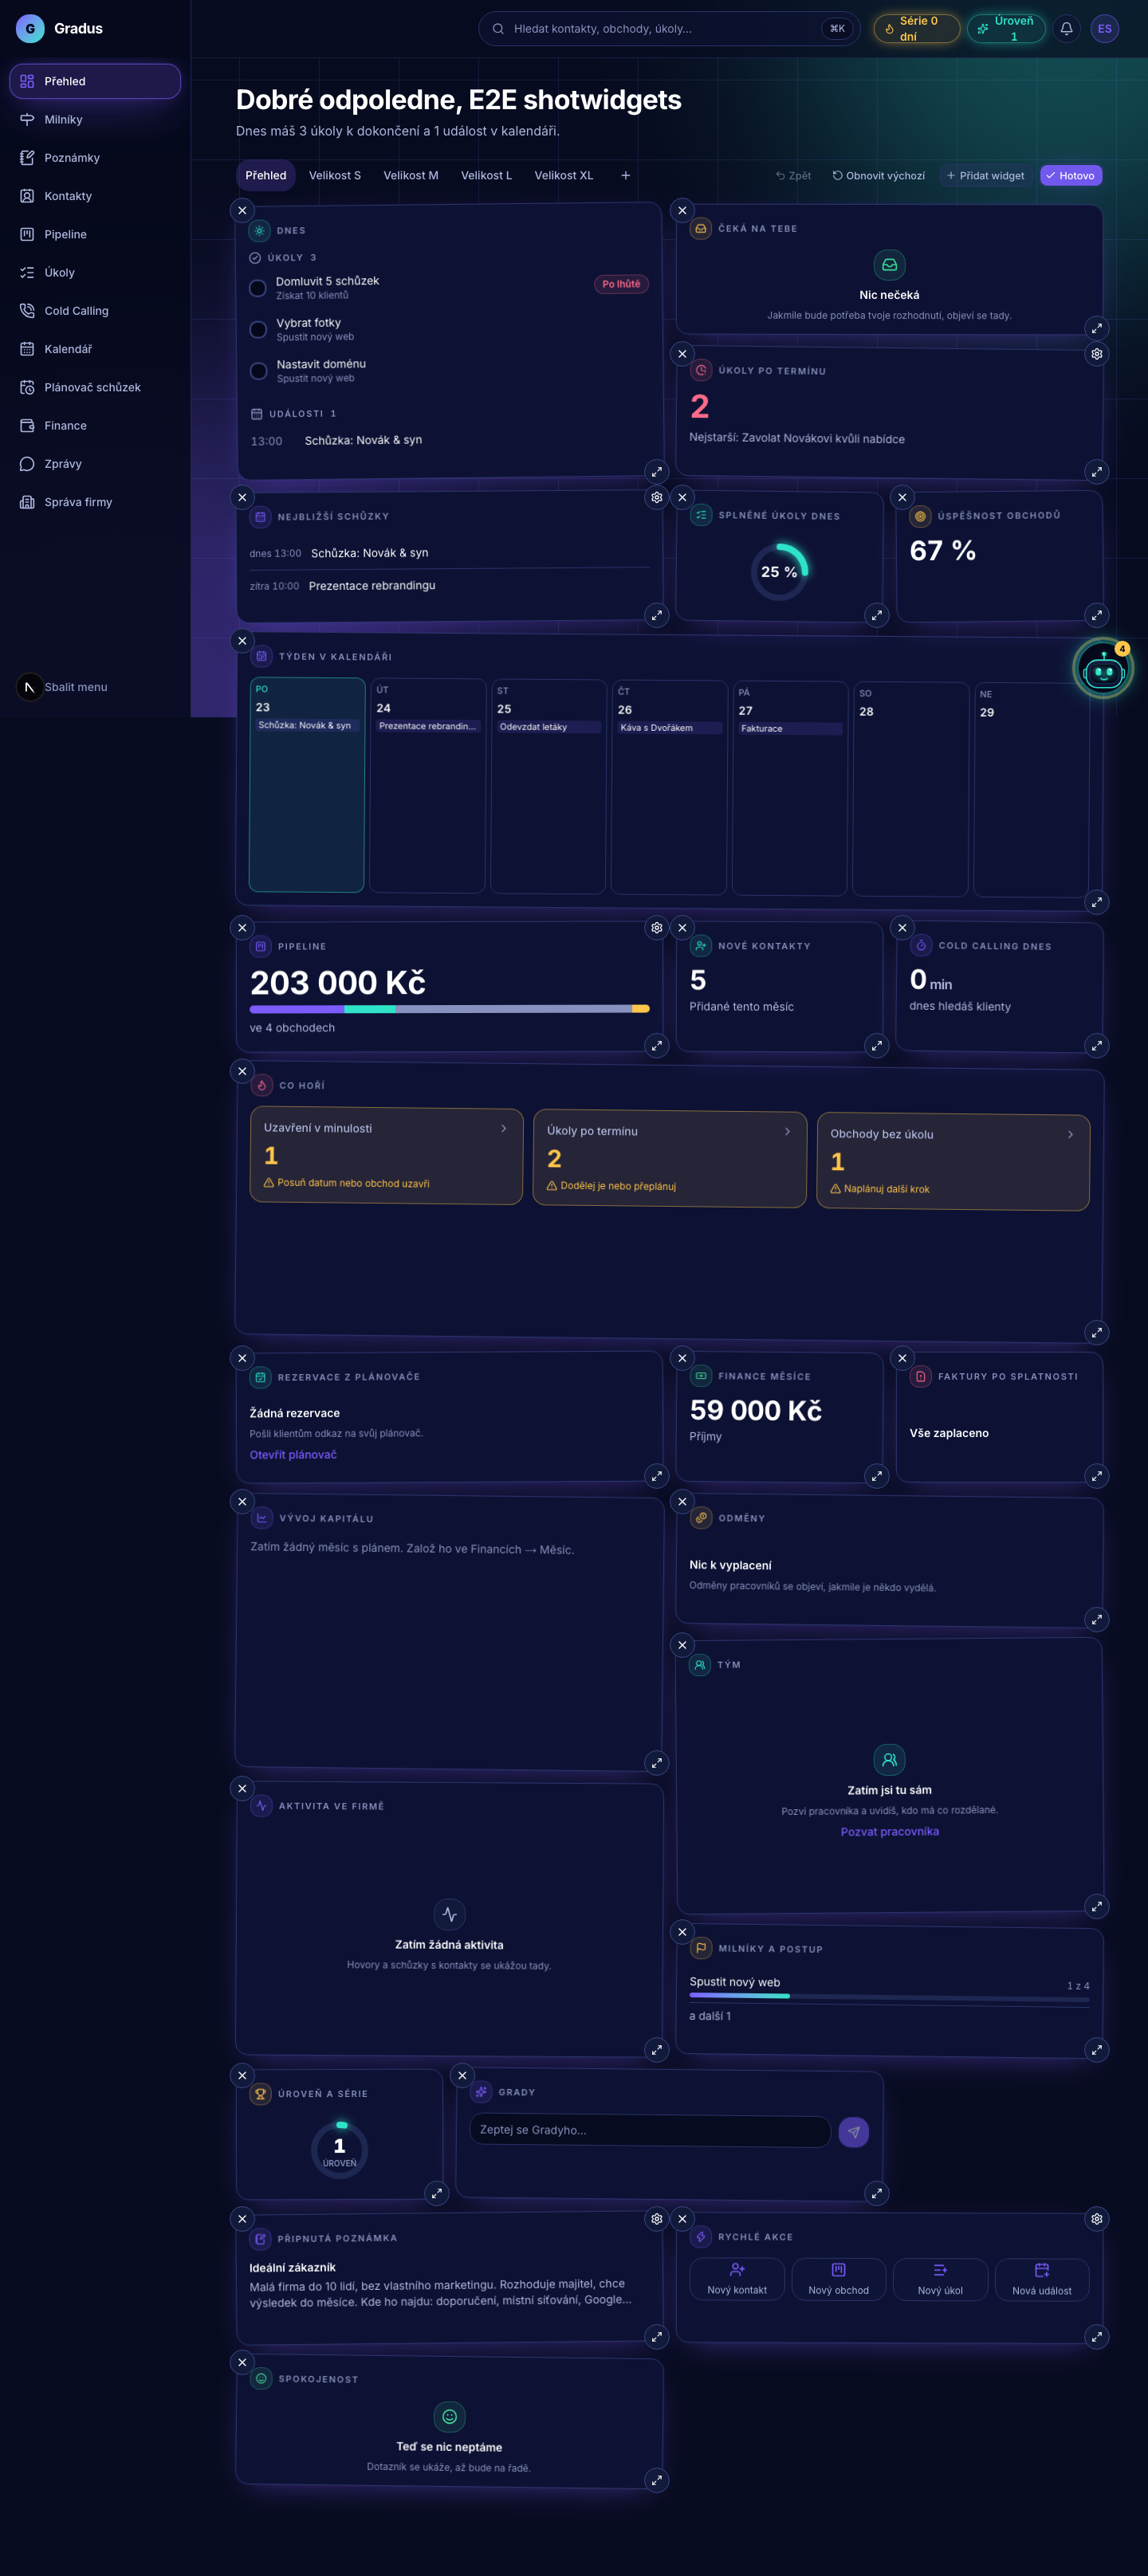 G Gradus
Hledat kontakty, obchody, úkoly... ⌘K
Série 0 dní
Úroveň 1
ES
Přehled
Milníky
Poznámky
Kontakty
Pipeline
Úkoly
Cold Calling
Kalendář
Plánovač schůzek
Finance
Zprávy
Správa firmy
Sbalit menu
Dobré odpoledne, E2E shotwidgets
Dnes máš 3 úkoly k dokončení a 1 událost v kalendáři.
Přehled Velikost S Velikost M Velikost L Velikost XL
Zpět Obnovit výchozí Přidat widget Hotovo
DNES
ÚKOLY 3
Domluvit 5 schůzek
Získat 10 klientů
Po lhůtě
Vybrat fotky
Spustit nový web
Nastavit doménu
Spustit nový web
UDÁLOSTI 1
13:00 Schůzka: Novák & syn
ČEKÁ NA TEBE
Nic nečeká
Jakmile bude potřeba tvoje rozhodnutí, objeví se tady.
ÚKOLY PO TERMÍNU
2
Nejstarší: Zavolat Novákovi kvůli nabídce
NEJBLIŽŠÍ SCHŮZKY
dnes 13:00 Schůzka: Novák & syn
zítra 10:00 Prezentace rebrandingu
SPLNĚNÉ ÚKOLY DNES
25 %
ÚSPĚŠNOST OBCHODŮ
67 %
4
TÝDEN V KALENDÁŘI
PO
23
Schůzka: Novák & syn
ÚT
24
Prezentace rebrandin...
ST
25
Odevzdat letáky
ČT
26
Káva s Dvořákem
PÁ
27
Fakturace
SO
28
NE
29
PIPELINE
203 000 Kč
ve 4 obchodech
NOVÉ KONTAKTY
5
Přidané tento měsíc
COLD CALLING DNES
0 min
dnes hledáš klienty
CO HOŘÍ
Uzavření v minulosti
1
Posuň datum nebo obchod uzavři
Úkoly po termínu
2
Dodělej je nebo přeplánuj
Obchody bez úkolu
1
Naplánuj další krok
REZERVACE Z PLÁNOVAČE
Žádná rezervace
Pošli klientům odkaz na svůj plánovač.
Otevřít plánovač
FINANCE MĚSÍCE
59 000 Kč
Příjmy
FAKTURY PO SPLATNOSTI
Vše zaplaceno
VÝVOJ KAPITÁLU
Zatím žádný měsíc s plánem. Založ ho ve Financích → Měsíc.
ODMĚNY
Nic k vyplacení
Odměny pracovníků se objeví, jakmile je někdo vydělá.
TÝM
Zatím jsi tu sám
Pozvi pracovníka a uvidíš, kdo má co rozdělané.
Pozvat pracovníka
AKTIVITA VE FIRMĚ
Zatím žádná aktivita
Hovory a schůzky s kontakty se ukážou tady.
MILNÍKY A POSTUP
Spustit nový web 1 z 4
a další 1
ÚROVEŇ A SÉRIE
1
ÚROVEŇ
GRADY
Zeptej se Gradyho...
PŘIPNUTÁ POZNÁMKA
Ideální zákazník
Malá firma do 10 lidí, bez vlastního marketingu. Rozhoduje majitel, chce
výsledek do měsíce. Kde ho najdu: doporučení, místní síťování, Google...
RYCHLÉ AKCE
Nový kontakt
Nový obchod
Nový úkol
Nová událost
SPOKOJENOST
Teď se nic neptáme
Dotazník se ukáže, až bude na řadě.